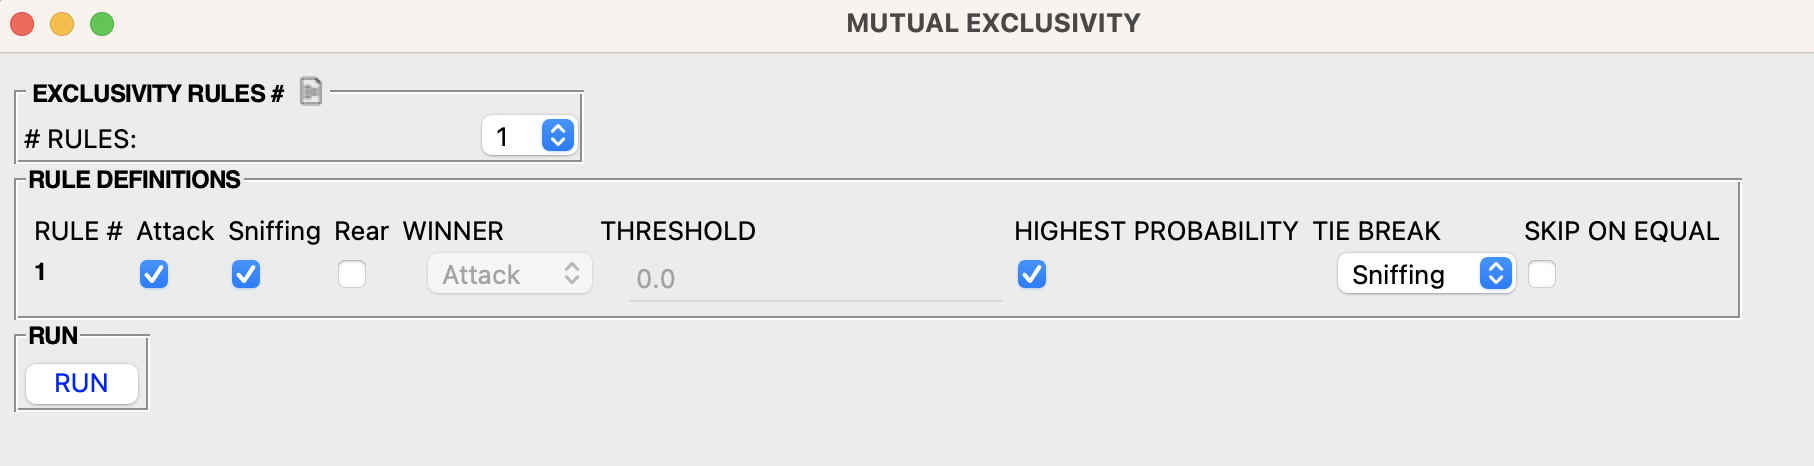 MUTUAL EXCLUSIVITY
EXCLUSIVITY RULES #
# RULES: 1
RULE DEFINITIONS
RULE # Attack Sniffing Rear WINNER THRESHOLD HIGHEST PROBABILITY TIE BREAK SKIP ON EQUAL
1 Attack 0.0 Sniffing
RUN
RUN